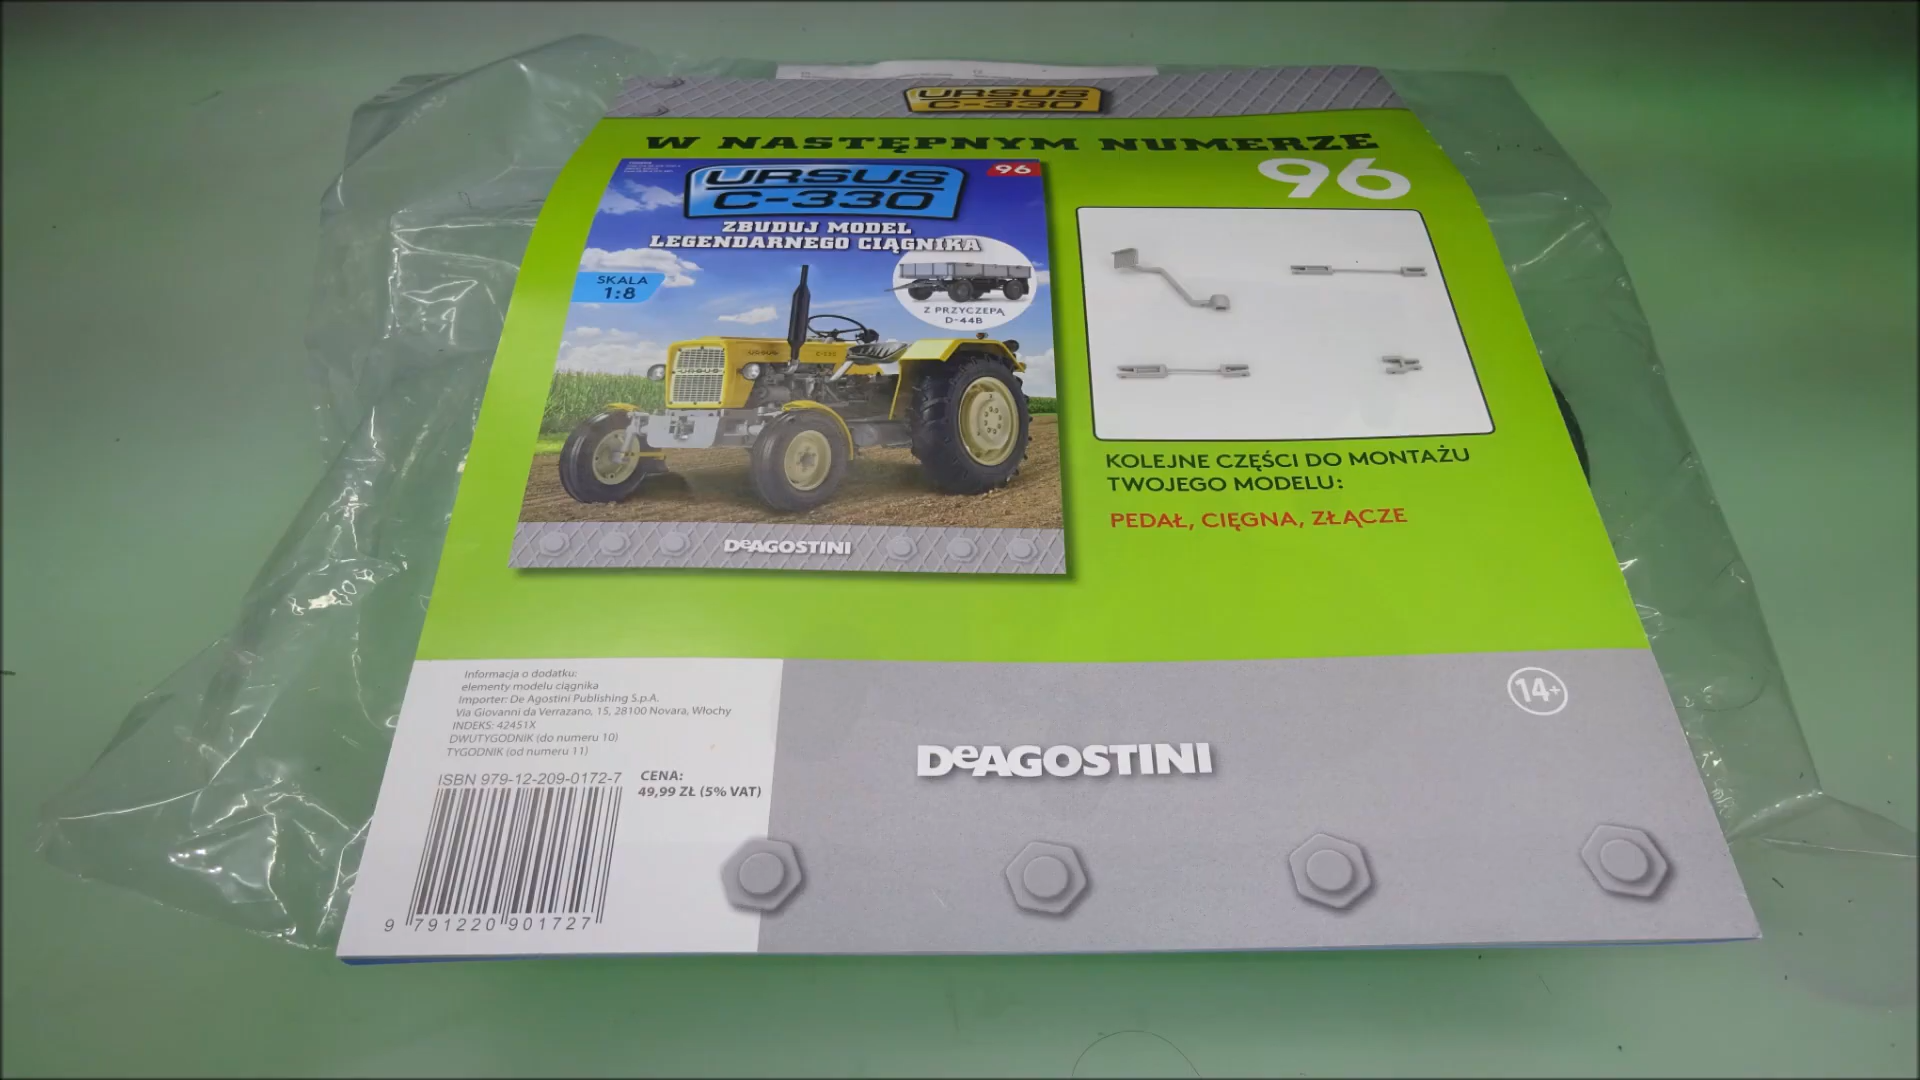 URSUS
C-330
W NASTĘPNYM NUMERZE
96
96
URSUS
C-330
ZBUDUJ MODEL
LEGENDARNEGO CIĄGNIKA
SKALA
1:8
Z PRZYCZEPĄ
D-44B
URSUS
C-330
URSUS
DeAGOSTINI
KOLEJNE CZĘŚCI DO MONTAŻU
TWOJEGO MODELU:
PEDAŁ, CIĘGNA, ZŁĄCZE
Informacja o dodatku:
elementy modelu ciągnika
Importer: De Agostini Publishing S.p.A.
Via Giovanni da Verrazano, 15, 28100 Novara, Włochy
INDEKS: 42451X
DWUTYGODNIK (do numeru 10)
TYGODNIK (od numeru 11)
ISBN 979-12-209-0172-7
CENA:
49,99 ZŁ (5% VAT)
9 791220 901727
DeAGOSTINI
14+